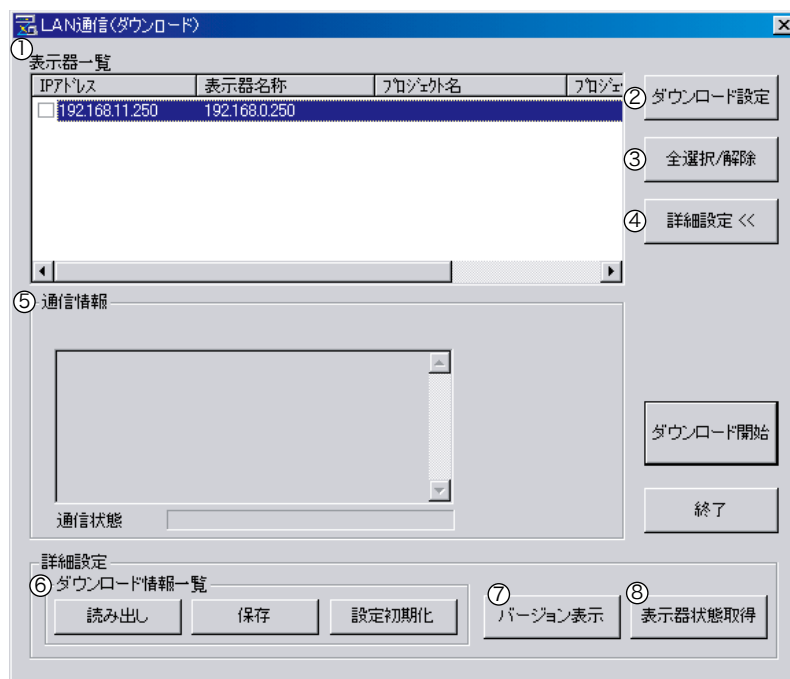 LAN通信(ダウンロード)
①
表示器一覧
IPアドレス 表示器名称 プロジェクト名 プロジェ
192.168.11.250 192.168.0.250
② ダウンロード設定
③ 全選択/解除
④ 詳細設定 <<
⑤ 通信情報
通信状態
ダウンロード開始
終了
詳細設定
⑥ ダウンロード情報一覧
読み出し 保存 設定初期化
⑦ バージョン表示
⑧ 表示器状態取得